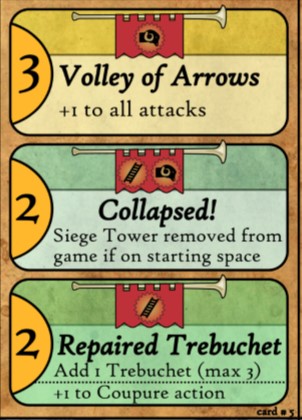 3
Volley of Arrows
+1 to all attacks
2
Collapsed!
Siege Tower removed from
game if on starting space
2
Repaired Trebuchet
Add 1 Trebuchet (max 3)
+1 to Coupure action
card # 5